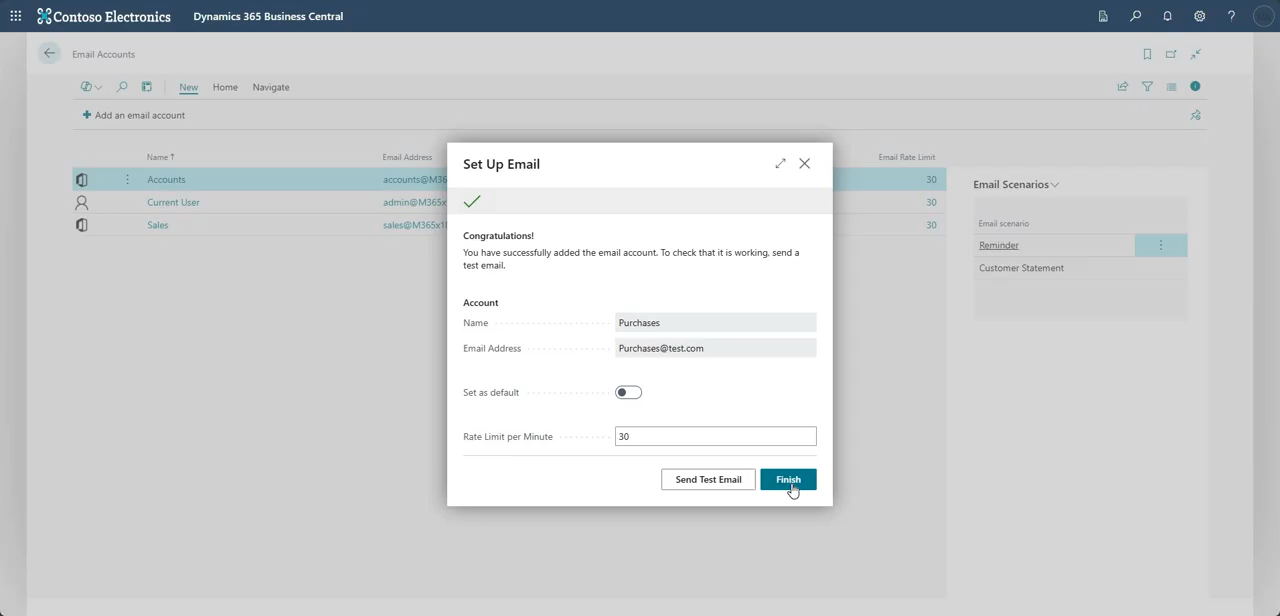 Contoso Electronics Dynamics 365 Business Central
Email Accounts
New Home Navigate
Add an email account
Name ↑ Email Address Email Rate Limit
Accounts accounts@M36 30
Current User 30
Sales 30
Email Scenarios
Email scenario
Reminder
Customer Statement
Set Up Email
Congratulations!
You have successfully added the email account. To check that it is working, send a
test email.
Account
Name Purchases
Email Address Purchases@test.com
Set as default
Rate Limit per Minute 30
Send Test Email Finish